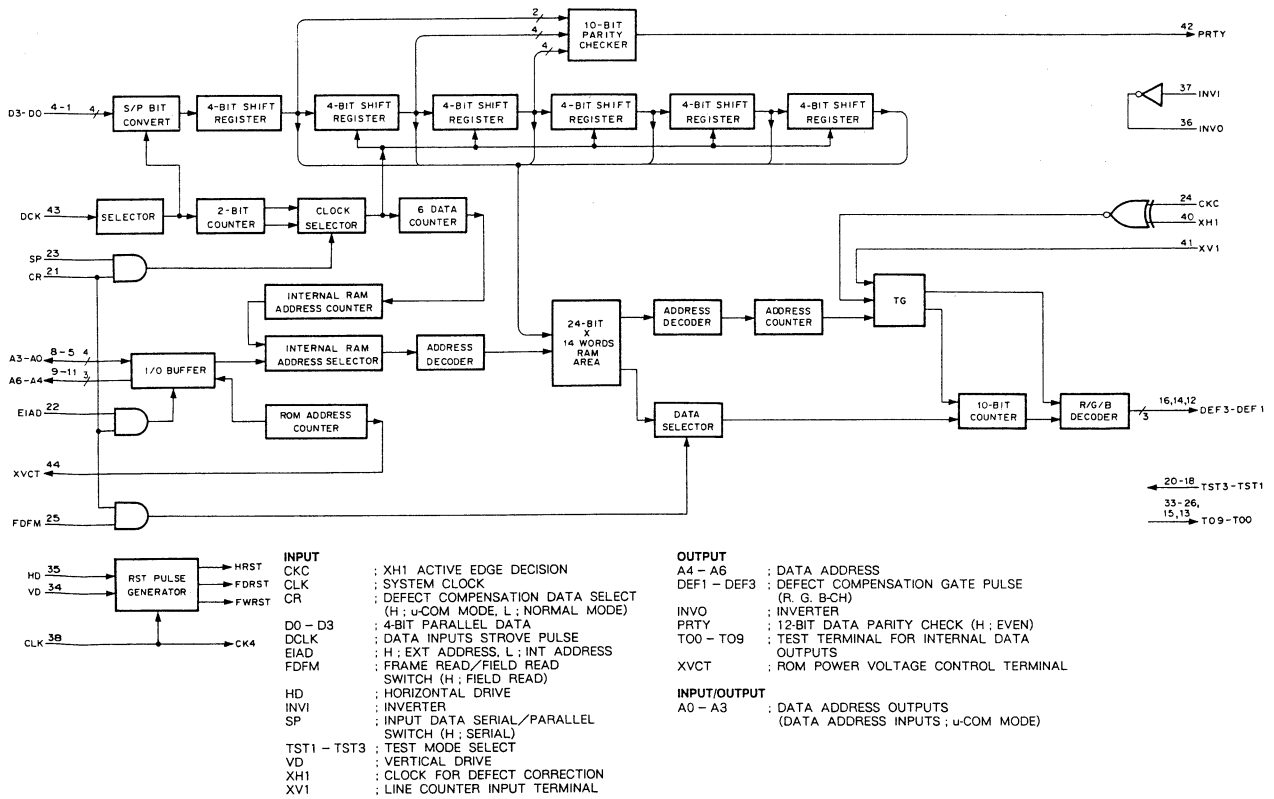 2
4
4
10-BIT
PARITY
CHECKER
42
PRTY
D3-D0
4-1
4
S/P BIT
CONVERT
4-BIT SHIFT
REGISTER
4-BIT SHIFT
REGISTER
4-BIT SHIFT
REGISTER
4-BIT SHIFT
REGISTER
4-BIT SHIFT
REGISTER
4-BIT SHIFT
REGISTER
37
INVI
36
INVO
DCK
43
SELECTOR
2-BIT
COUNTER
CLOCK
SELECTOR
6 DATA
COUNTER
24
CKC
40
XH1
41
XV1
SP
23
CR
21
INTERNAL RAM
ADDRESS COUNTER
24-BIT
X
14 WORDS
RAM
AREA
ADDRESS
DECODER
ADDRESS
COUNTER
TG
A3-A0
8-5
4
A6-A4
9-11
3
I/O BUFFER
INTERNAL RAM
ADDRESS SELECTOR
ADDRESS
DECODER
EIAD
22
ROM ADDRESS
COUNTER
DATA
SELECTOR
10-BIT
COUNTER
R/G/B
DECODER
16,14,12
3
DEF3-DEF1
XVCT
44
20-18
TST3-TST1
33-26,
15,13
TO9-TO0
FDFM
25
HD
35
VD
34
RST PULSE
GENERATOR
HRST
FDRST
FWRST
CLK
38
CK4
INPUT
CKC ; XH1 ACTIVE EDGE DECISION
CLK ; SYSTEM CLOCK
CR ; DEFECT COMPENSATION DATA SELECT
(H ; u-COM MODE, L ; NORMAL MODE)
D0 – D3 ; 4-BIT PARALLEL DATA
DCLK ; DATA INPUTS STROVE PULSE
EIAD ; H ; EXT ADDRESS, L ; INT ADDRESS
FDFM ; FRAME READ/FIELD READ
SWITCH (H ; FIELD READ)
HD ; HORIZONTAL DRIVE
INVI ; INVERTER
SP ; INPUT DATA SERIAL/PARALLEL
SWITCH (H ; SERIAL)
TST1 – TST3 ; TEST MODE SELECT
VD ; VERTICAL DRIVE
XH1 ; CLOCK FOR DEFECT CORRECTION
XV1 ; LINE COUNTER INPUT TERMINAL
OUTPUT
A4 – A6 ; DATA ADDRESS
DEF1 – DEF3 ; DEFECT COMPENSATION GATE PULSE
(R. G. B-CH)
INVO ; INVERTER
PRTY ; 12-BIT DATA PARITY CHECK (H ; EVEN)
TO0 – TO9 ; TEST TERMINAL FOR INTERNAL DATA
OUTPUTS
XVCT ; ROM POWER VOLTAGE CONTROL TERMINAL
INPUT/OUTPUT
A0 – A3 ; DATA ADDRESS OUTPUTS
(DATA ADDRESS INPUTS ; u-COM MODE)